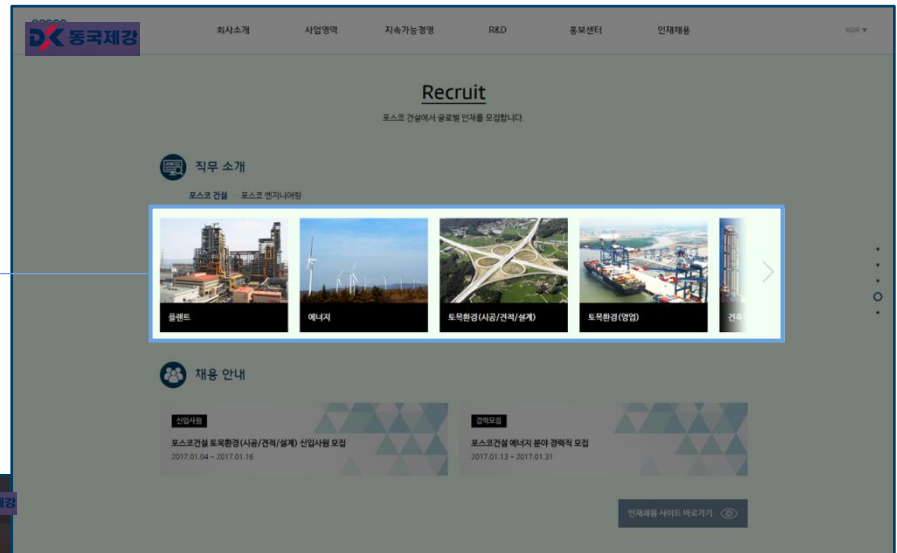 동국제강
회사소개 사업영역 지속가능경영 R&D 홍보센터 인재채용 KOR ▼
Recruit
포스코 건설에서 글로벌 인재를 모집합니다.
직무 소개
포스코 건설 · 포스코 엔지니어링
플랜트 에너지 토목환경(시공/견적/설계) 토목환경(영업) 건축
채용 안내
신입사원 경력모집
포스코건설 토목환경(시공/견적/설계) 신입사원 모집 포스코건설 에너지 분야 경력직 모집
2017.01.04 ~ 2017.01.16 2017.01.13 ~ 2017.01.31
인재채용 사이트 바로가기
제강